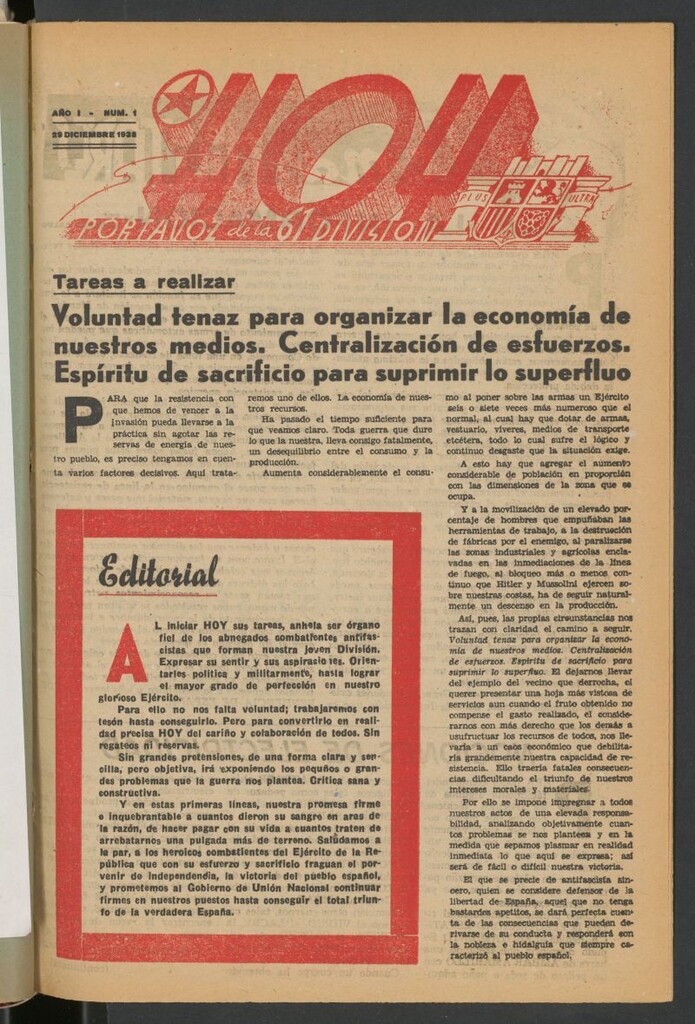 AÑO I - NUM. 1
29 DICIEMBRE 1938
HOY
PORTAVOZ de la 61 DIVISION
PLUS ULTRA
Tareas a realizar
Voluntad tenaz para organizar la economía de
nuestros medios. Centralización de esfuerzos.
Espíritu de sacrificio para suprimir lo superfluo
PARA que la resistencia con
que hemos de vencer a la
invasión pueda llevarse a la
práctica sin agotar las re-
servas de energía de nues-
tro pueblo, es preciso tengamos en cuen-
ta varios factores decisivos. Aquí trata-
remos uno de ellos. La economía de nues-
tros recursos.
Ha pasado el tiempo suficiente para
que veamos claro. Toda guerra que dure
lo que la nuestra, lleva consigo fatalmente,
un desequilibrio entre el consumo y la
producción.
Aumenta considerablemente el consu-
mo al poner sobre las armas un Ejército
seis o siete veces más numeroso que el
normal, al cual hay que dotar de armas,
vestuario, víveres, medios de transporte
etcétera, todo lo cual sufre el lógico y
continuo desgaste que la situación exige.
A esto hay que agregar el aumento
considerable de población en proporción
con las dimensiones de la zona que se
ocupa.
Y a la movilización de un elevado por-
centaje de hombres que empuñaban las
herramientas de trabajo, a la destrucción
de fábricas por el enemigo, al paralizarse
las zonas industriales y agrícolas encla-
vadas en las inmediaciones de la línea
de fuego, al bloqueo más o menos conti-
nuo que Hitler y Mussolini ejercen so-
bre nuestras costas, ha de seguir natural-
mente un descenso en la producción.
Así, pues, las propias circunstancias nos
trazan con claridad el camino a seguir.
Voluntad tenaz para organizar la econo-
mía de nuestros medios. Centralización
de esfuerzos. Espíritu de sacrificio para
suprimir lo superfluo. El dejarnos llevar
del ejemplo del vecino que derrocha, el
querer presentar una hoja más vistosa de
servicios aun cuando el fruto obtenido no
compense el gasto realizado, el conside-
rarnos con más derecho que los demás a
usufructuar los recursos de todos, nos lle-
varía a un caos económico que debilita-
ría grandemente nuestra capacidad de re-
sistencia. Ello traería fatales consecuen-
cias dificultando el triunfo de nuestros
intereses morales y materiales.
Por ello se impone impregnar a todos
nuestros actos de una elevada responsa-
bilidad, analizando objetivamente cuan-
tos problemas se nos planteen y en la
medida que sepamos plasmar en realidad
inmediata lo que aquí se expresa; así
será de fácil o difícil nuestra victoria.
El que se precie de antifascista sin-
cero, quien se considere defensor de la
libertad de España, aquel que no tenga
bastardos apetitos, se dará perfecta cuen-
ta de las consecuencias que pueden de-
rivarse de su conducta y responderá con
la nobleza e hidalguía que siempre ca-
racterizó al pueblo español.
Editorial
AL iniciar HOY sus tareas, anhela ser órgano
fiel de los abnegados combatientes antifas-
cistas que forman nuestra joven División.
Expresar su sentir y sus aspiraciones. Orien-
tarles política y militarmente, hasta lograr
el mayor grado de perfección en nuestro
glorioso Ejército.
Para ello no nos falta voluntad; trabajaremos con
tesón hasta conseguirlo. Pero para convertirlo en reali-
dad precisa HOY del cariño y colaboración de todos. Sin
regateos ni reservas.
Sin grandes pretensiones, de una forma clara y sen-
cilla, pero objetiva, irá exponiendo los pequeños o gran-
des problemas que la guerra nos plantea. Crítica sana y
constructiva.
Y en estas primeras líneas, nuestra promesa firme
e inquebrantable a cuantos dieron su sangre en aras de
la razón, de hacer pagar con su vida a cuantos traten de
arrebatarnos una pulgada más de terreno. Saludamos a
la par, a los heroicos combatientes del Ejército de la Re-
pública que con su esfuerzo y sacrificio fraguan el por-
venir de independencia, la victoria del pueblo español,
y prometemos al Gobierno de Unión Nacional continuar
firmes en nuestros puestos hasta conseguir el total triun-
fo de la verdadera España.